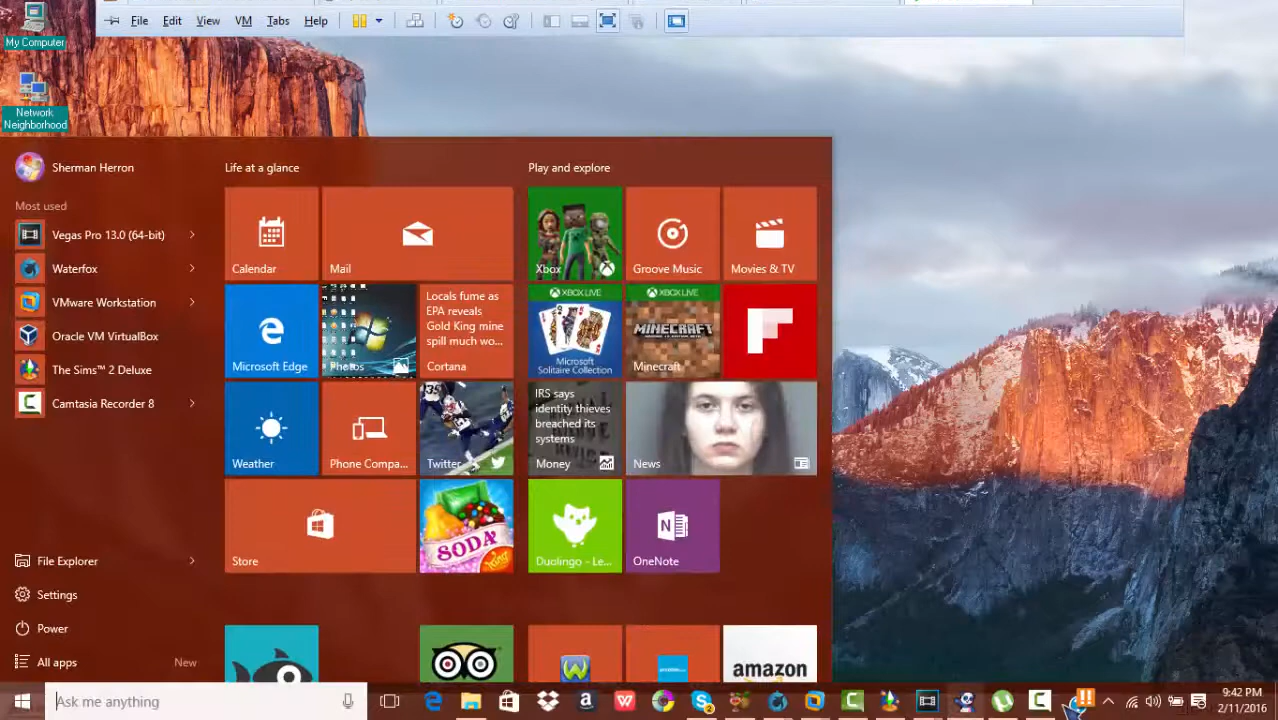 File Edit View VM Tabs Help
My Computer
Network
Neighborhood
Sherman Herron
Most used
Vegas Pro 13.0 (64-bit)
Waterfox
VMware Workstation
Oracle VM VirtualBox
The Sims™ 2 Deluxe
Camtasia Recorder 8
File Explorer
Settings
Power
All apps New
Life at a glance
Calendar
Mail
Microsoft Edge
Photos
Locals fume as
EPA reveals
Gold King mine
spill much wo...
Cortana
Weather
Phone Compa...
Twitter
Store
SODA
King
Play and explore
Xbox
Groove Music
Movies & TV
XBOX LIVE
Microsoft
Solitaire Collection
XBOX LIVE
MINECRAFT
Minecraft
IRS says
identity thieves
breached its
systems
Money
News
Duolingo - Le...
OneNote
amazon
Ask me anything
9:42 PM
2/11/2016